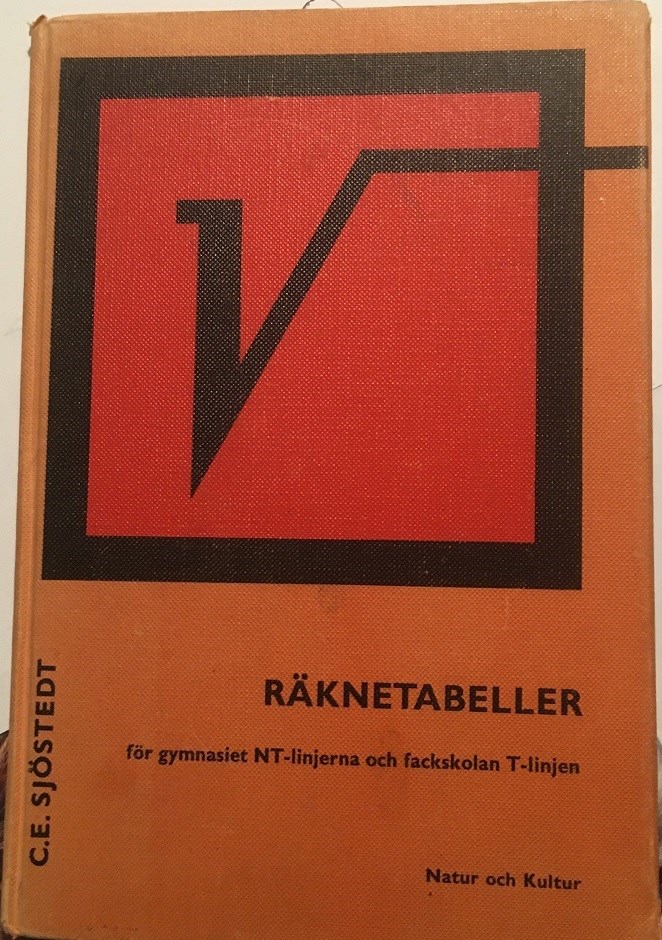 RÄKNETABELLER
för gymnasiet NT-linjerna och fackskolan T-linjen
C.E. SJÖSTEDT
Natur och Kultur